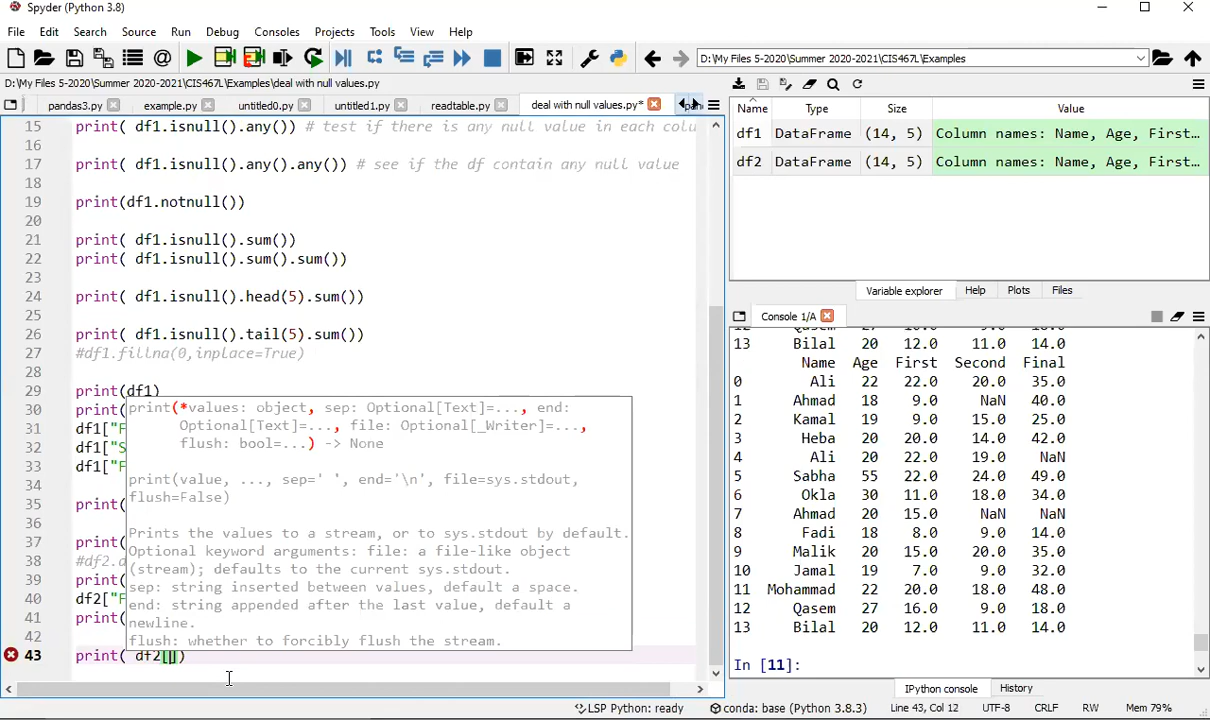 Spyder (Python 3.8)
File Edit Search Source Run Debug Consoles Projects Tools View Help
D:\My Files 5-2020\Summer 2020-2021\CIS467L\Examples
D:\My Files 5-2020\Summer 2020-2021\CIS467L\Examples\deal with null values.py
pandas3.py example.py untitled0.py untitled1.py readtable.py deal with null values.py*
15 print( df1.isnull().any()) # test if there is any null value in each colu
16
17 print( df1.isnull().any().any()) # see if the df contain any null value
18
19 print(df1.notnull())
20
21 print( df1.isnull().sum())
22 print( df1.isnull().sum().sum())
23
24 print( df1.isnull().head(5).sum())
25
26 print( df1.isnull().tail(5).sum())
27 #df1.fillna(0,inplace=True)
28
29 print(df1)
30 print(
31 df1["F
32 df1["S
33 df1["F
34
35 print(
36
37 print(
38 #df2.d
39 print(
40 df2["F
41 print(
42
43 print( df2[])
print(*values: object, sep: Optional[Text]=..., end:
Optional[Text]=..., file: Optional[_Writer]=...,
flush: bool=...) -> None
print(value, ..., sep=' ', end='\n', file=sys.stdout,
flush=False)
Prints the values to a stream, or to sys.stdout by default.
Optional keyword arguments: file: a file-like object
(stream); defaults to the current sys.stdout.
sep: string inserted between values, default a space.
end: string appended after the last value, default a
newline.
flush: whether to forcibly flush the stream.
Name Type Size Value
df1 DataFrame (14, 5) Column names: Name, Age, First...
df2 DataFrame (14, 5) Column names: Name, Age, First...
Variable explorer Help Plots Files
Console 1/A
13 Bilal 20 12.0 11.0 14.0
Name Age First Second Final
0 Ali 22 22.0 20.0 35.0
1 Ahmad 18 9.0 NaN 40.0
2 Kamal 19 9.0 15.0 25.0
3 Heba 20 20.0 14.0 42.0
4 Ali 20 22.0 19.0 NaN
5 Sabha 55 22.0 24.0 49.0
6 Okla 30 11.0 18.0 34.0
7 Ahmad 20 15.0 NaN NaN
8 Fadi 18 8.0 9.0 14.0
9 Malik 20 15.0 20.0 35.0
10 Jamal 19 7.0 9.0 32.0
11 Mohammad 22 20.0 18.0 48.0
12 Qasem 27 16.0 9.0 18.0
13 Bilal 20 12.0 11.0 14.0
In [11]:
IPython console History
LSP Python: ready conda: base (Python 3.8.3) Line 43, Col 12 UTF-8 CRLF RW Mem 79%